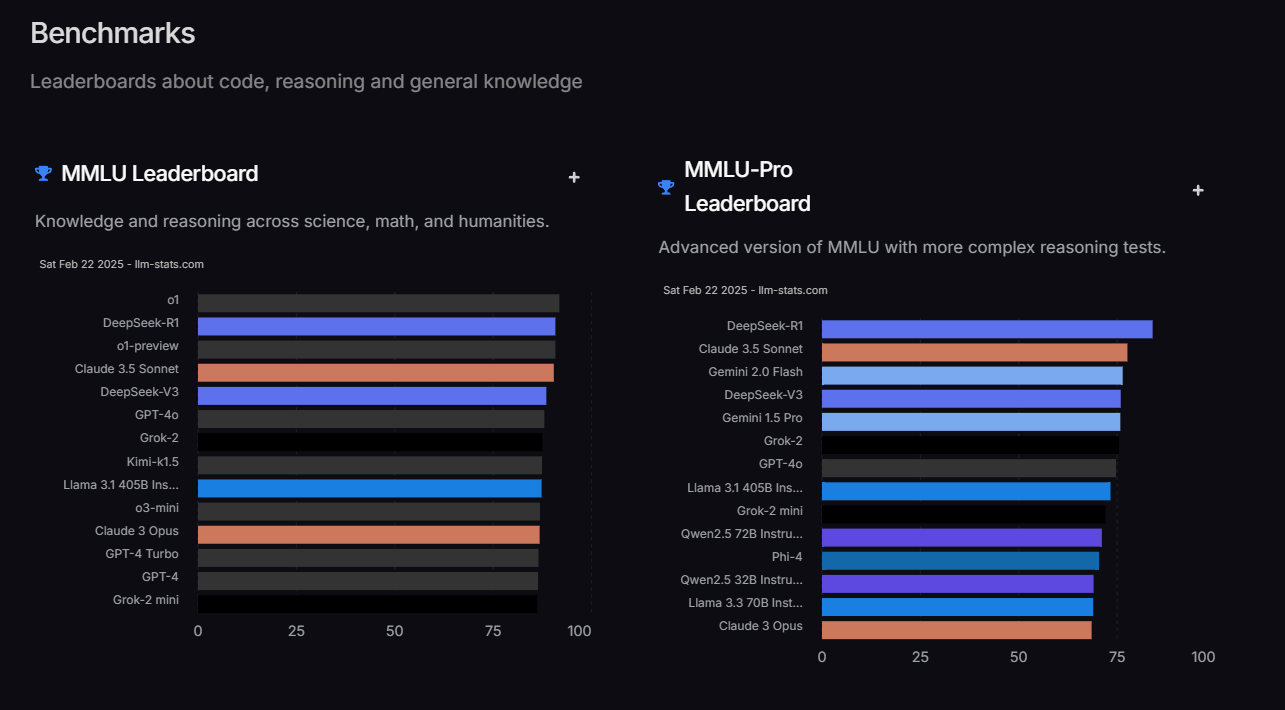 Benchmarks
Leaderboards about code, reasoning and general knowledge
MMLU Leaderboard
+
Knowledge and reasoning across science, math, and humanities.
Sat Feb 22 2025 - llm-stats.com
o1
DeepSeek-R1
o1-preview
Claude 3.5 Sonnet
DeepSeek-V3
GPT-4o
Grok-2
Kimi-k1.5
Llama 3.1 405B Ins...
o3-mini
Claude 3 Opus
GPT-4 Turbo
GPT-4
Grok-2 mini
0 25 50 75 100
MMLU-Pro
Leaderboard
+
Advanced version of MMLU with more complex reasoning tests.
Sat Feb 22 2025 - llm-stats.com
DeepSeek-R1
Claude 3.5 Sonnet
Gemini 2.0 Flash
DeepSeek-V3
Gemini 1.5 Pro
Grok-2
GPT-4o
Llama 3.1 405B Ins...
Grok-2 mini
Qwen2.5 72B Instru...
Phi-4
Qwen2.5 32B Instru...
Llama 3.3 70B Inst...
Claude 3 Opus
0 25 50 75 100